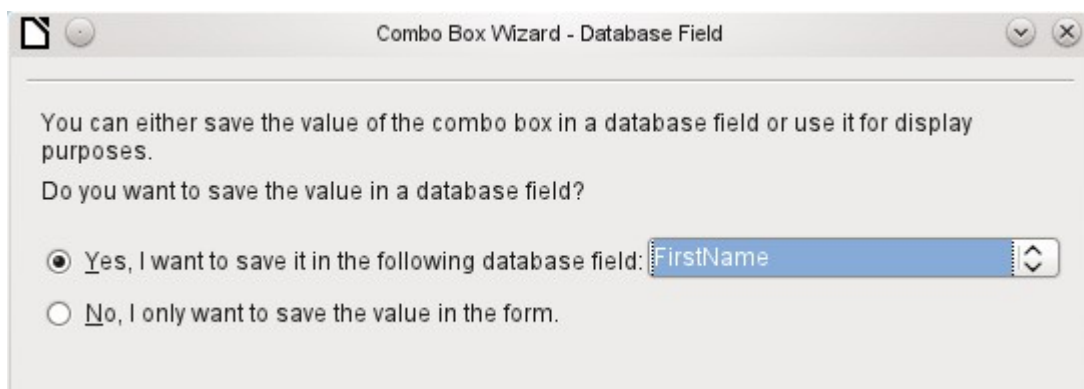 Combo Box Wizard - Database Field
You can either save the value of the combo box in a database field or use it for display
purposes.
Do you want to save the value in a database field?
Yes, I want to save it in the following database field: FirstName
No, I only want to save the value in the form.